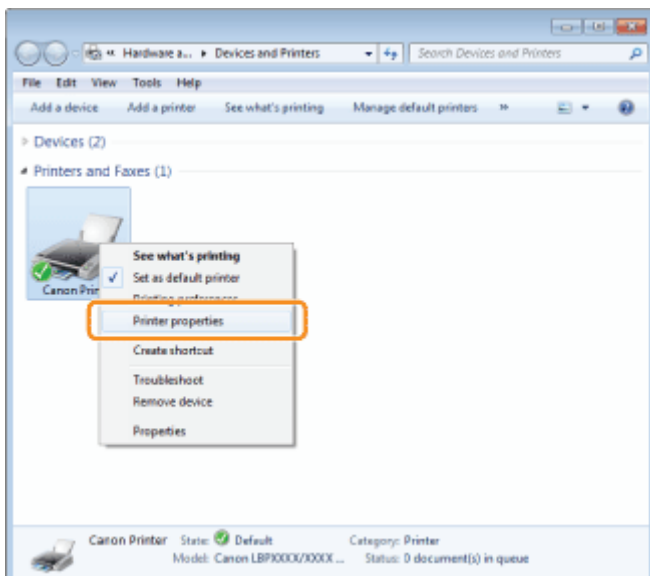 « Hardware a... ▸ Devices and Printers
Search Devices and Printers
File Edit View Tools Help
Add a device Add a printer See what's printing Manage default printers »
Devices (2)
Printers and Faxes (1)
Canon Prin
See what's printing
Set as default printer
Printing preferences
Printer properties
Create shortcut
Troubleshoot
Remove device
Properties
Canon Printer State: Default Category: Printer
Model: Canon LBPXXXX/XXXX ... Status: 0 document(s) in queue